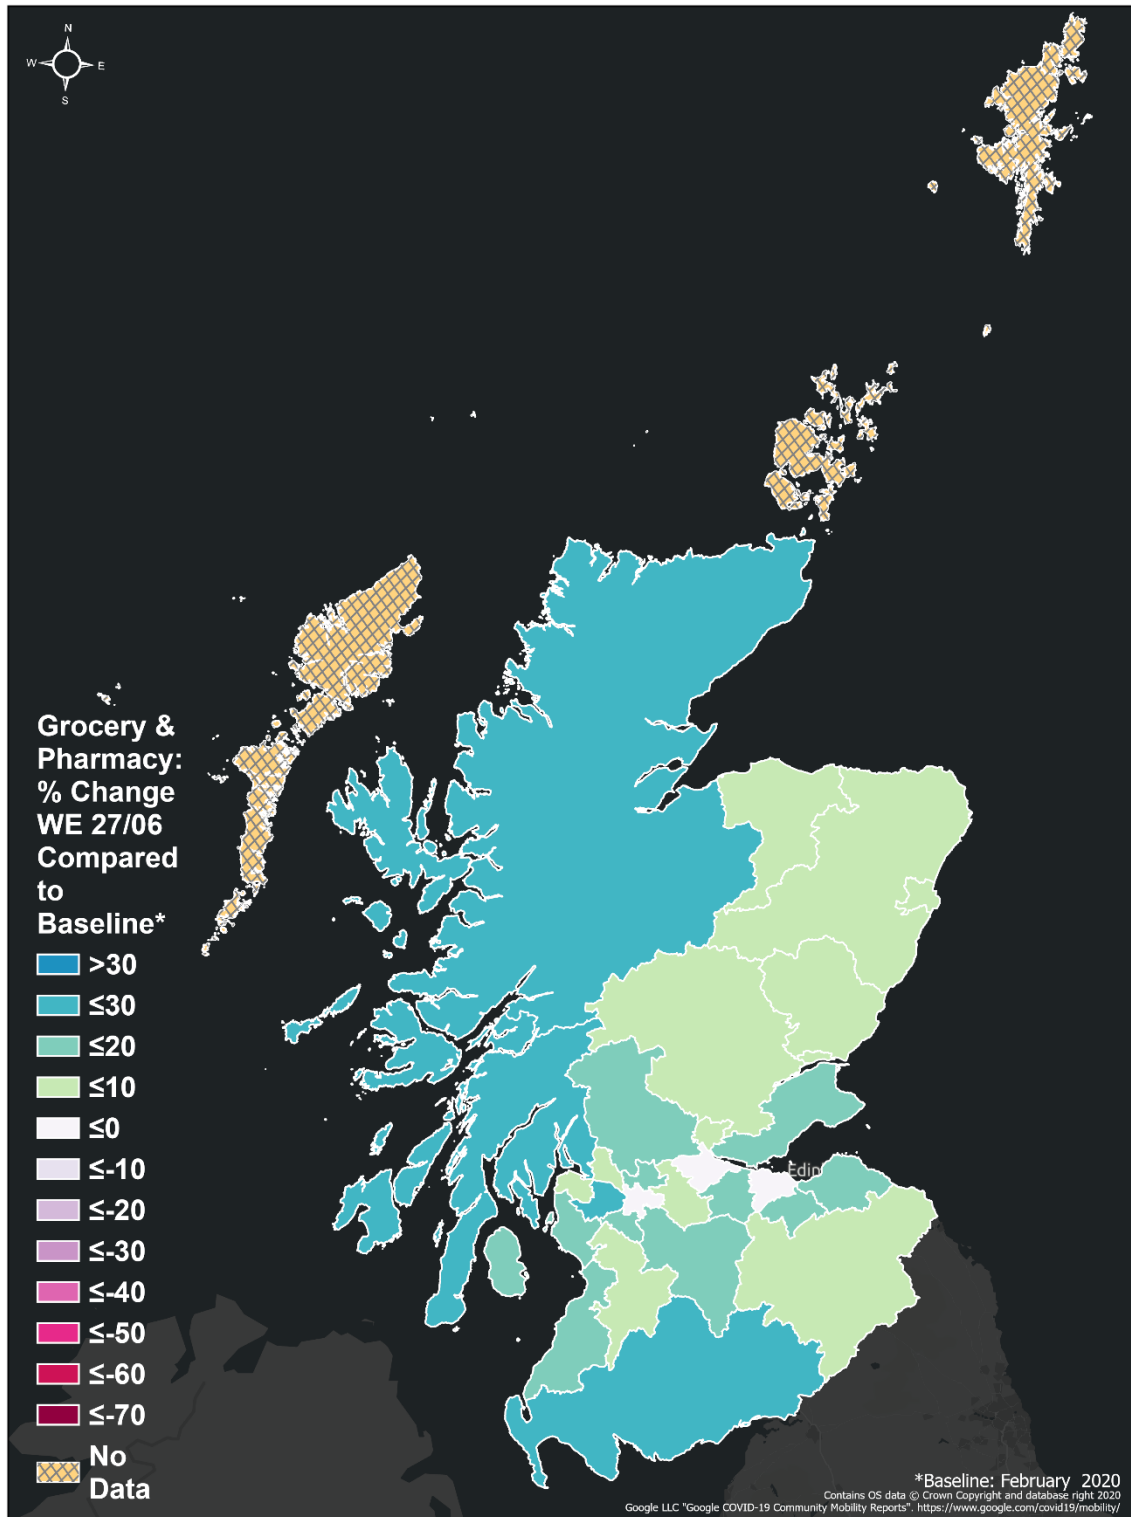 N
W E
S
Grocery &
Pharmacy:
% Change
WE 27/06
Compared
to
Baseline*
>30
≤30
≤20
≤10
≤0
≤-10
≤-20
≤-30
≤-40
≤-50
≤-60
≤-70
No
Data
Edin
*Baseline: February 2020
Contains OS data © Crown Copyright and database right 2020
Google LLC "Google COVID-19 Community Mobility Reports". https://www.google.com/covid19/mobility/